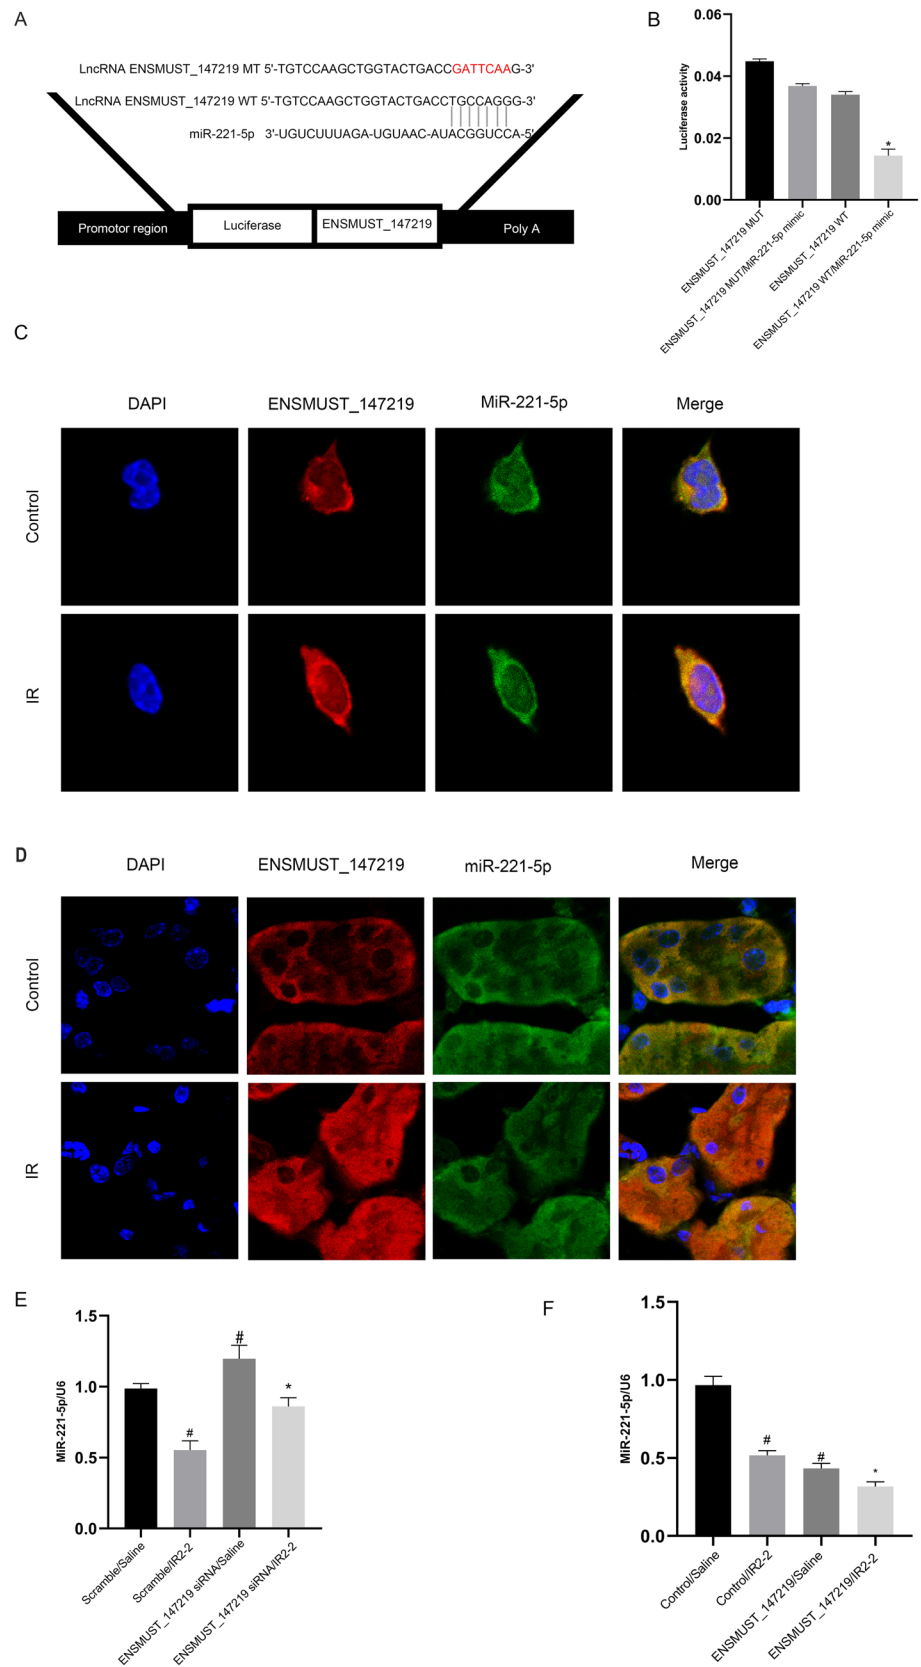 A
LncRNA ENSMUST_147219 MT 5'-TGTCCAAGCTGGTACTGACCGATTCAAG-3'
LncRNA ENSMUST_147219 WT 5'-TGTCCAAGCTGGTACTGACCTGCCAGGG-3'
miR-221-5p 3'-UGUCUUUAGA-UGUAAC-AUACGGUCCA-5'
Promotor region
Luciferase
ENSMUST_147219
Poly A
B
Luciferase activity
0.06
0.04
0.02
0.00
*
ENSMUST_147219 MUT
ENSMUST_147219 MUT/MiR-221-5p mimic
ENSMUST_147219 WT
ENSMUST_147219 WT/MiR-221-5p mimic
C
DAPI
ENSMUST_147219
MiR-221-5p
Merge
Control
IR
D
DAPI
ENSMUST_147219
miR-221-5p
Merge
Control
IR
E
MiR-221-5p/U6
1.5
1.0
0.5
0.0
#
#
*
Scramble/Saline
Scramble/IR2-2
ENSMUST_147219 siRNA/Saline
ENSMUST_147219 siRNA/IR2-2
F
MiR-221-5p/U6
1.5
1.0
0.5
0.0
#
#
*
Control/Saline
Control/IR2-2
ENSMUST_147219/Saline
ENSMUST_147219/IR2-2